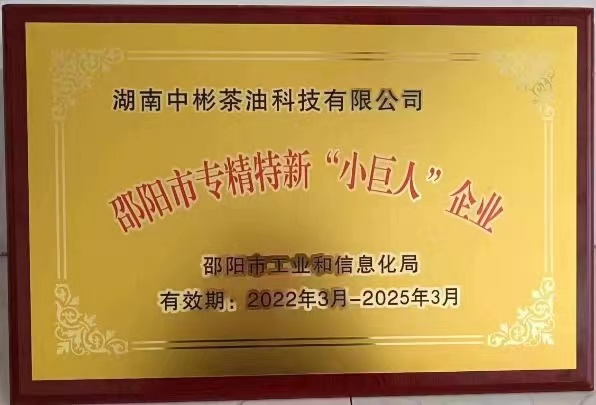 湖南中彬茶油科技有限公司
邵阳市专精特新“小巨人”企业
邵阳市工业和信息化局
有效期：2022年3月-2025年3月